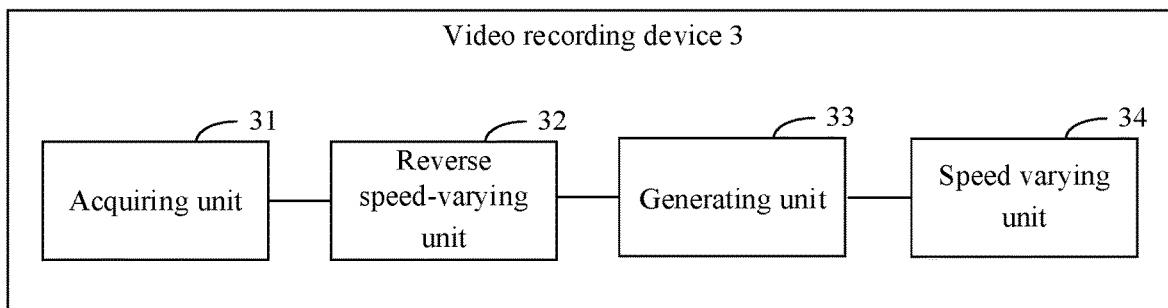 Video recording device 3
31
32
33
34
Acquiring unit
Reverse
speed-varying
unit
Generating unit
Speed varying
unit